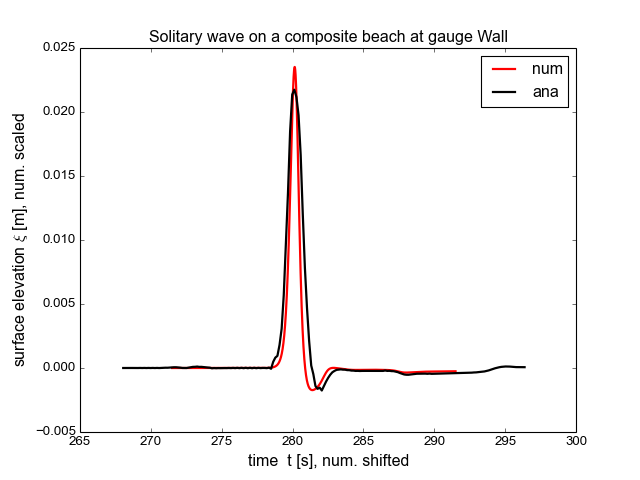 Solitary wave on a composite beach at gauge Wall
0.025
0.020
0.015
0.010
0.005
0.000
−0.005
265 270 275 280 285 290 295 300
surface elevation ξ [m], num. scaled
time t [s], num. shifted
num
ana